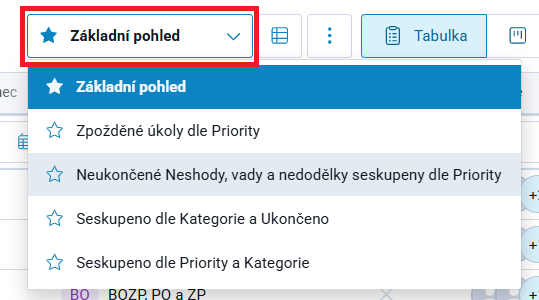 Základní pohled
Tabulka
Základní pohled
Zpožděné úkoly dle Priority
Neukončené Neshody, vady a nedodělky seskupeny dle Priority
Seskupeno dle Kategorie a Ukončeno
Seskupeno dle Priority a Kategorie
BO BOZP, PO a ZP